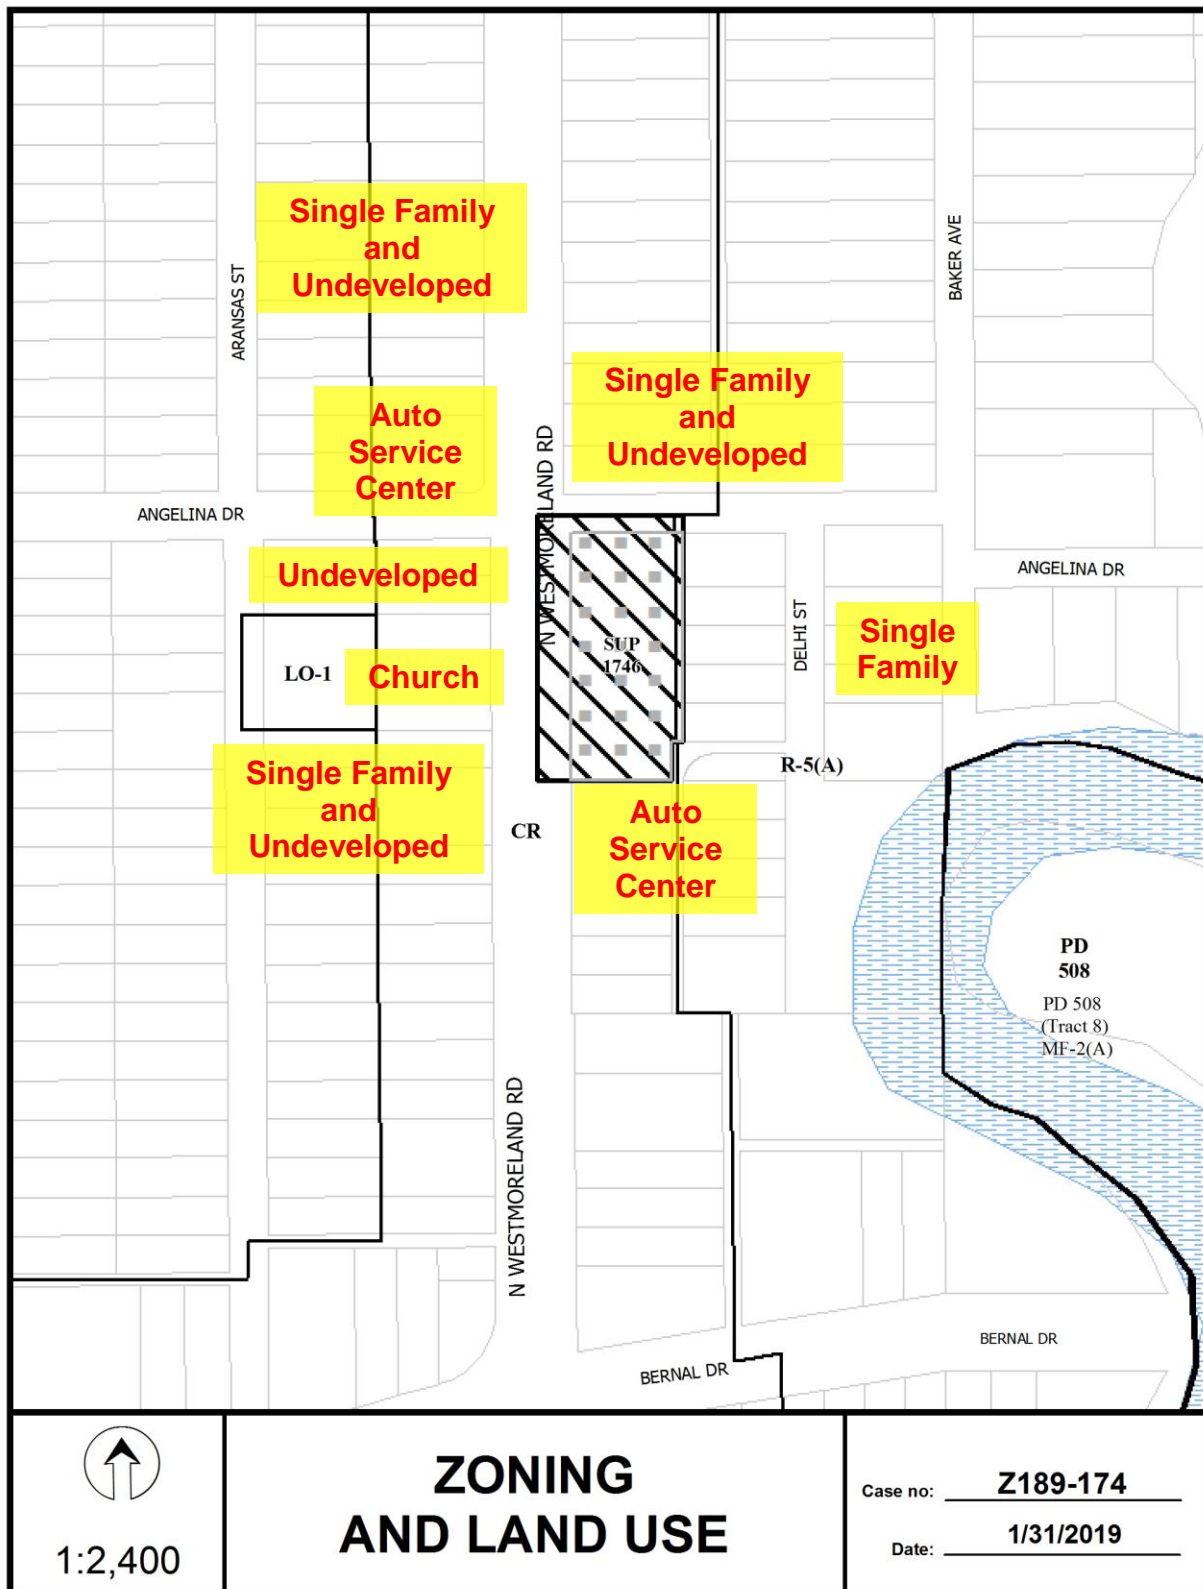 Single Family
and
Undeveloped
ARANSAS ST
BAKER AVE
Single Family
and
Undeveloped
Auto
Service
Center
N WESTMORELAND RD
ANGELINA DR
Undeveloped
ANGELINA DR
DELHI ST
Single
Family
SUP
1746
LO-1
Church
R-5(A)
Single Family
and
Undeveloped
CR
Auto
Service
Center
PD
508
PD 508
(Tract 8)
MF-2(A)
N WESTMORELAND RD
BERNAL DR
BERNAL DR
1:2,400
ZONING
AND LAND USE
Case no: Z189-174
Date: 1/31/2019